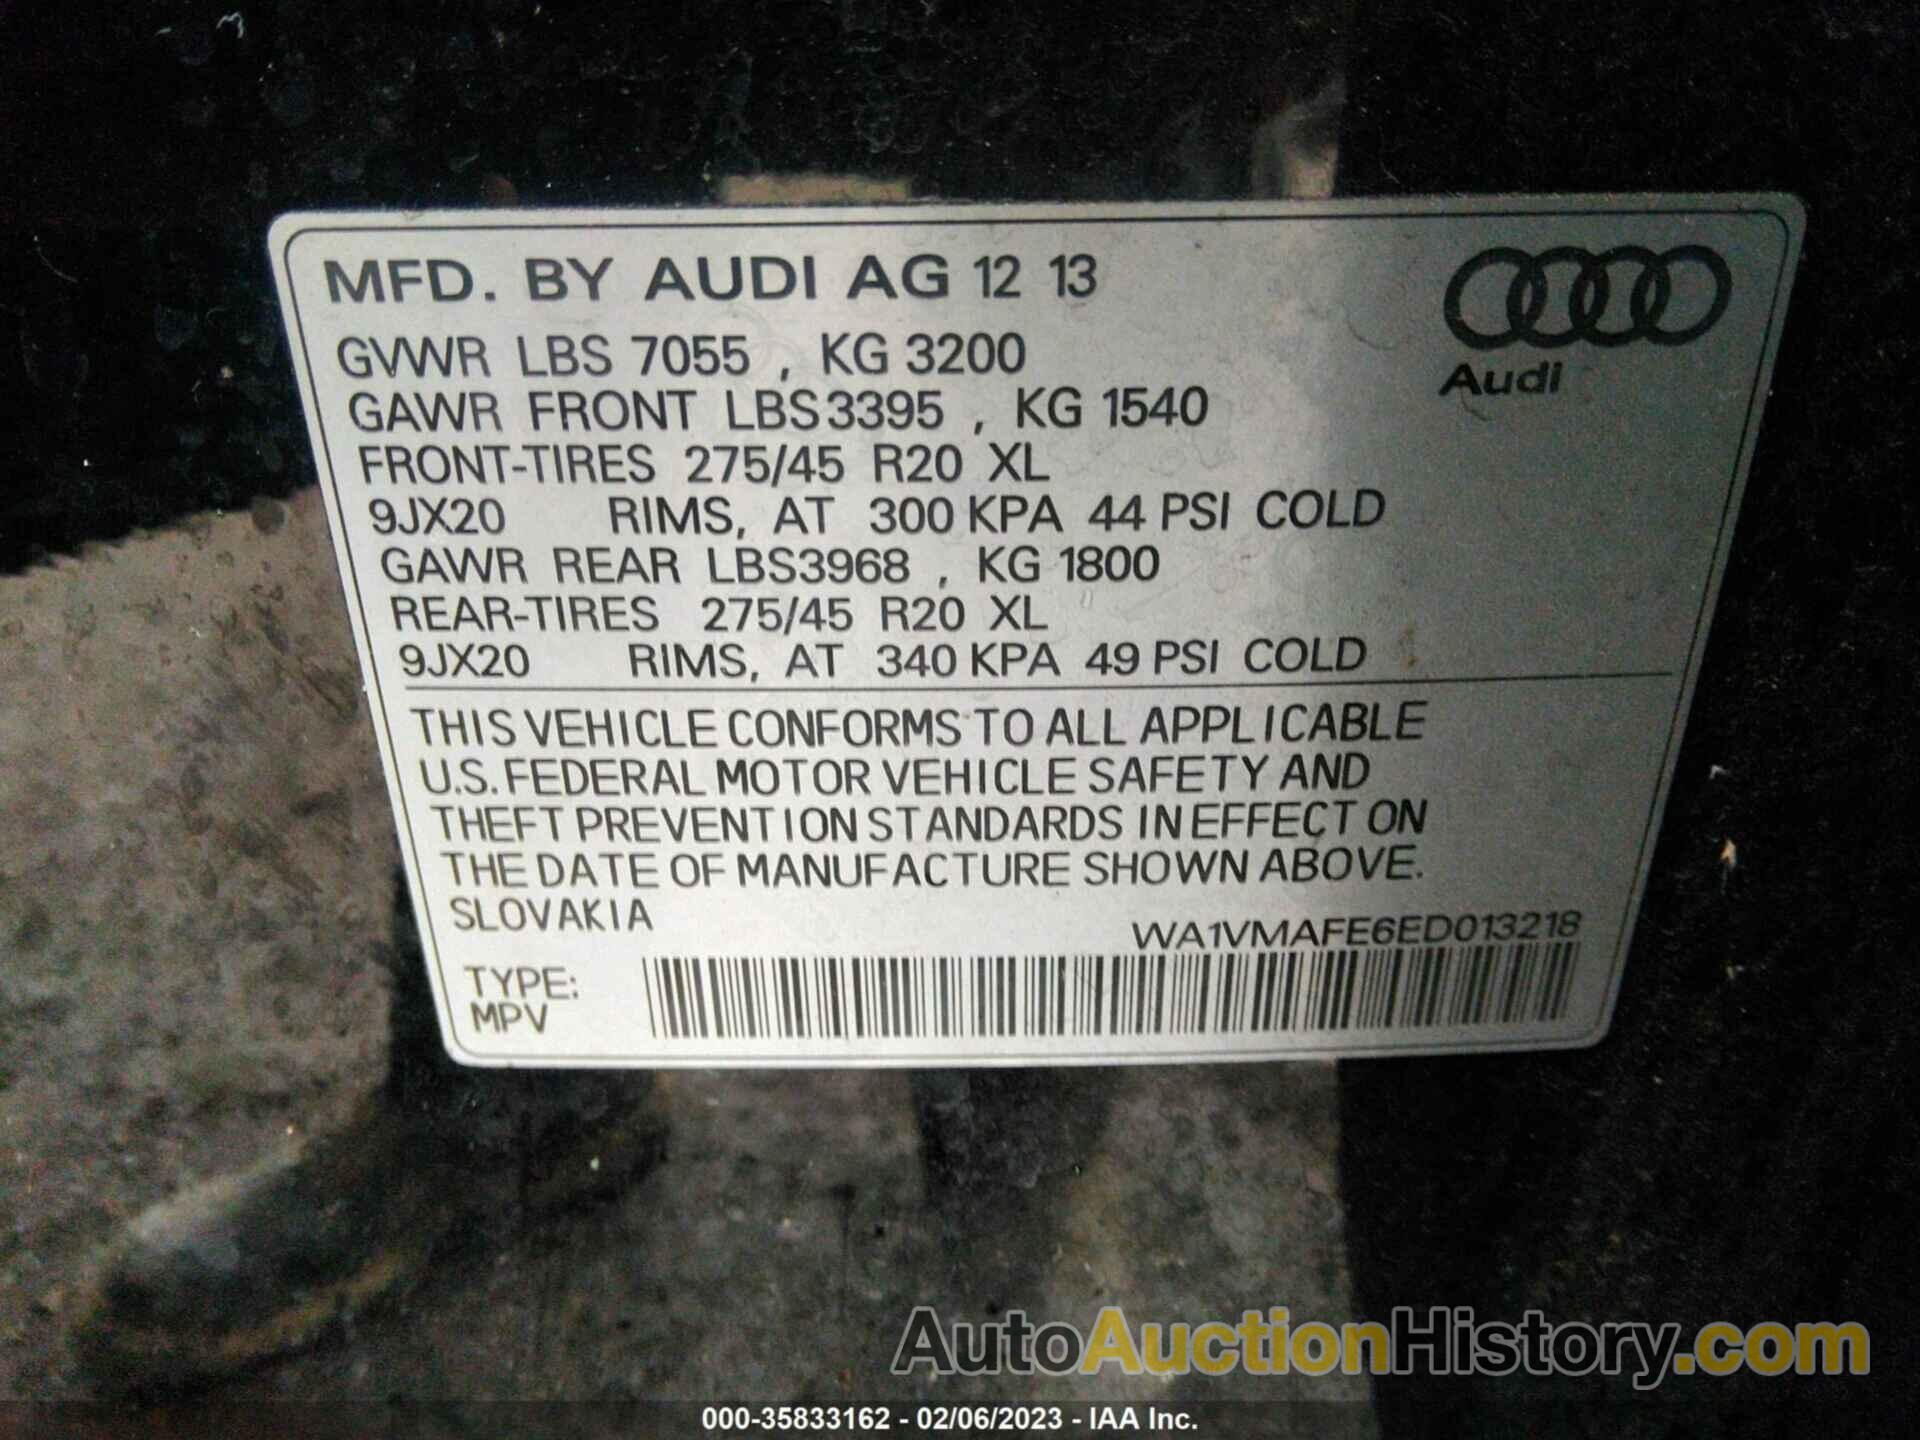 MFD. BY AUDI AG 12 13
Audi
GVWR LBS 7055 , KG 3200
GAWR FRONT LBS3395 , KG 1540
FRONT-TIRES 275/45 R20 XL
9JX20 RIMS, AT 300 KPA 44 PSI COLD
GAWR REAR LBS3968 , KG 1800
REAR-TIRES 275/45 R20 XL
9JX20 RIMS, AT 340 KPA 49 PSI COLD
THIS VEHICLE CONFORMS TO ALL APPLICABLE
U.S. FEDERAL MOTOR VEHICLE SAFETY AND
THEFT PREVENTION STANDARDS IN EFFECT ON
THE DATE OF MANUFACTURE SHOWN ABOVE.
SLOVAKIA
WA1VMAFE6ED013218
TYPE:
MPV
AutoAuctionHistory.com
000-35833162 - 02/06/2023 - IAA Inc.